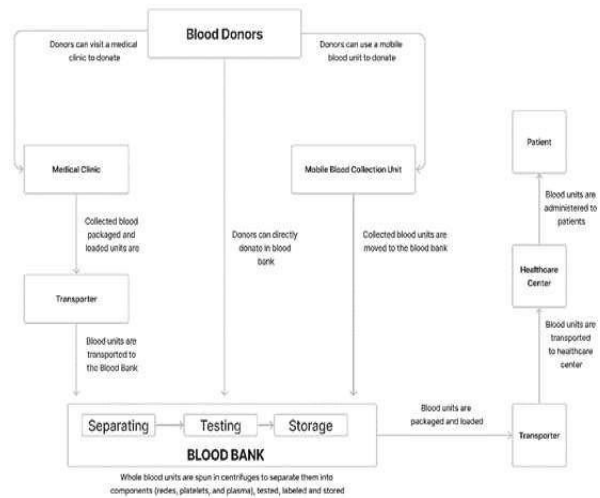 Blood Donors
Donors can visit a medical
clinic to donate
Donors can use a mobile
blood unit to donate
Medical Clinic
Mobile Blood Collection Unit
Patient
Blood units are
administered to
patients
Collected blood
packaged and
loaded units are
Donors can directly
donate in blood
bank
Collected blood units are
moved to the blood bank
Healthcare
Center
Transporter
Blood units are
transported to
the Blood Bank
Blood units are
transported
to healthcare
center
Separating
Testing
Storage
BLOOD BANK
Blood units are
packaged and loaded
Transporter
Whole blood units are spun in centrifuges to separate them into
components (redes, platelets, and plasma), tested, labeled and stored